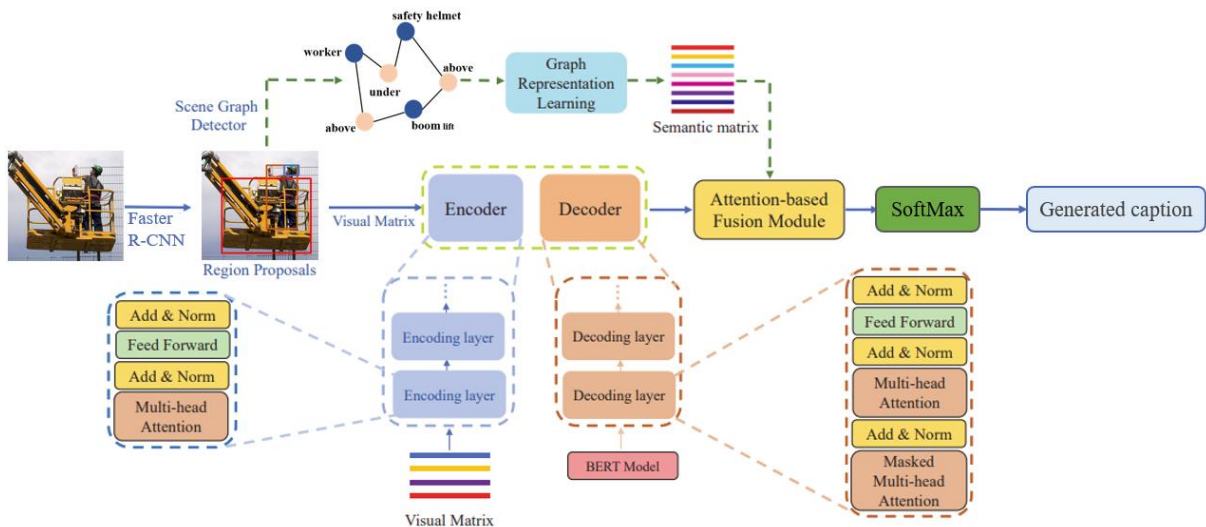 safety helmet
worker
above
under
above
boom lift
Scene Graph
Detector
Graph
Representation
Learning
Semantic matrix
Faster
R-CNN
Region Proposals
Visual Matrix
Encoder
Decoder
Attention-based
Fusion Module
SoftMax
Generated caption
Add & Norm
Feed Forward
Add & Norm
Multi-head
Attention
Encoding layer
Encoding layer
Visual Matrix
Decoding layer
Decoding layer
BERT Model
Add & Norm
Feed Forward
Add & Norm
Multi-head
Attention
Add & Norm
Masked
Multi-head
Attention